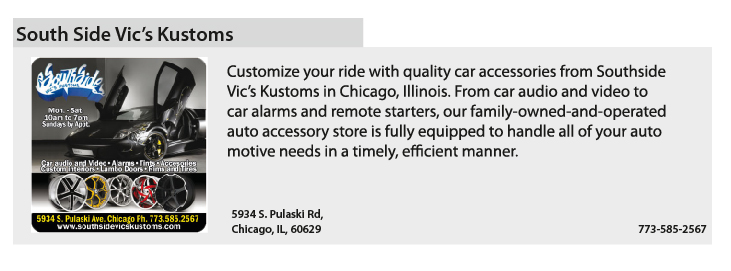 South Side Vic's Kustoms
SouthSide
Mon. - Sat
10am to 7pm
Sundays by Appt.
Car audio and Video • Alarms • Tints • Accesories
Custom Interiors • Lambo Doors • Rims and Tires
5934 S. Pulaski Ave. Chicago Ph. 773.585.2567
www.southsidevicskustoms.com
Customize your ride with quality car accessories from Southside
Vic's Kustoms in Chicago, Illinois. From car audio and video to
car alarms and remote starters, our family-owned-and-operated
auto accessory store is fully equipped to handle all of your auto
motive needs in a timely, efficient manner.
5934 S. Pulaski Rd,
Chicago, IL, 60629
773-585-2567